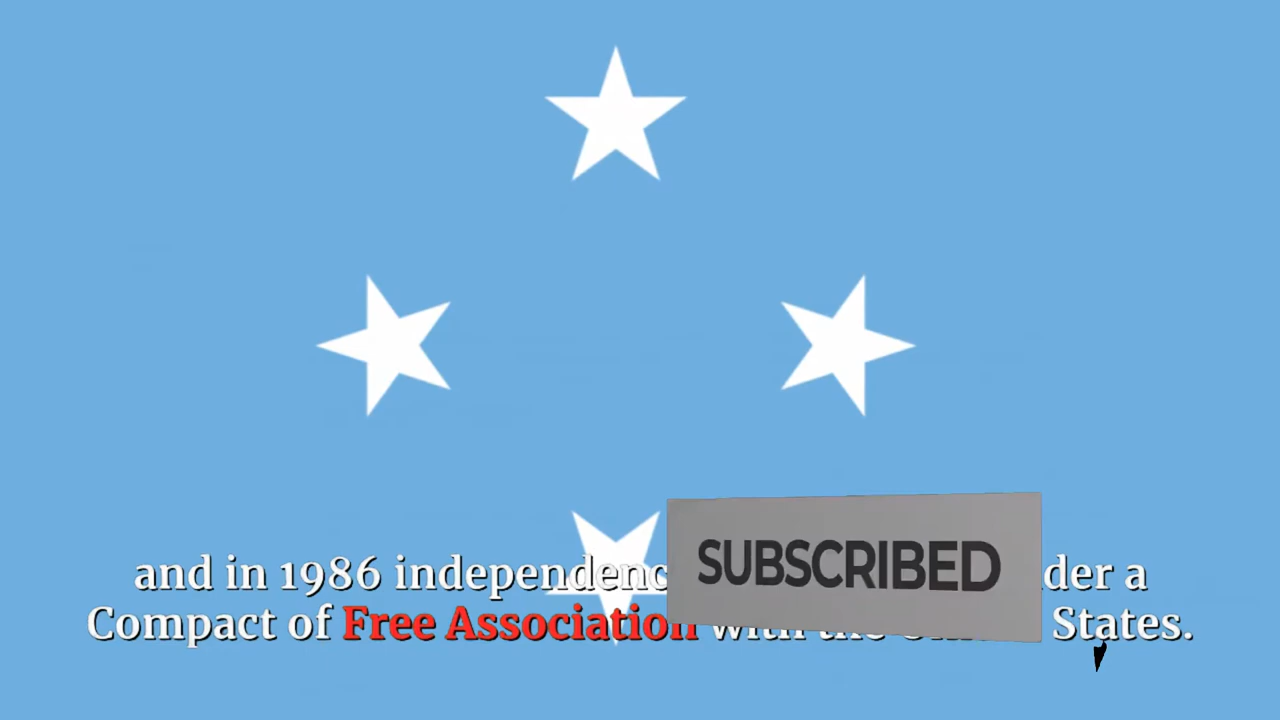 and in 1986 independenc
SUBSCRIBED
der a
Compact of Free Association with the States.